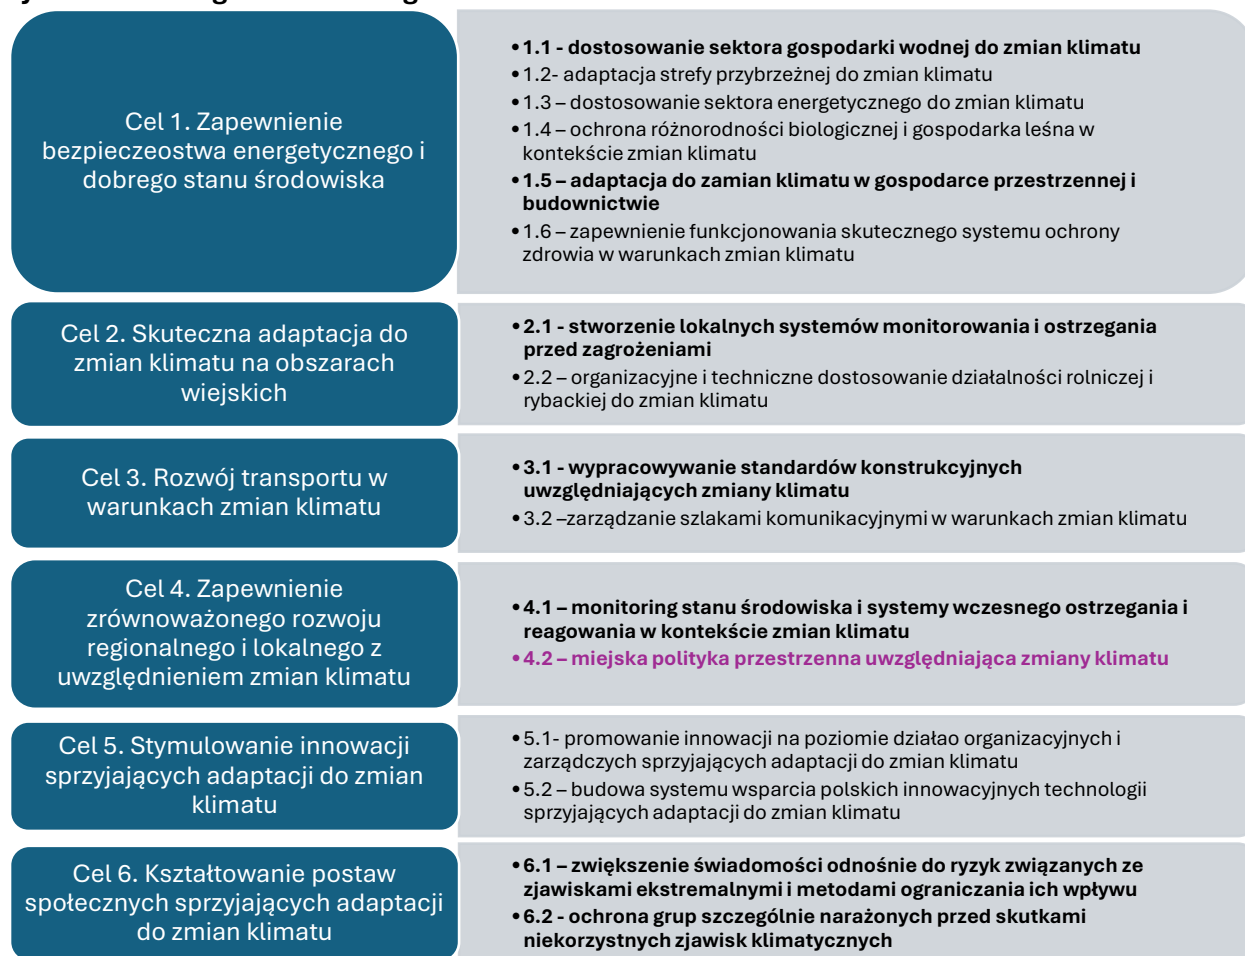 Cel 1. Zapewnienie
bezpieczeostwa energetycznego i
dobrego stanu środowiska
•1.1 - dostosowanie sektora gospodarki wodnej do zmian klimatu
•1.2- adaptacja strefy przybrzeżnej do zmian klimatu
•1.3 – dostosowanie sektora energetycznego do zmian klimatu
•1.4 – ochrona różnorodności biologicznej i gospodarka leśna w
kontekście zmian klimatu
•1.5 – adaptacja do zamian klimatu w gospodarce przestrzennej i
budownictwie
•1.6 – zapewnienie funkcjonowania skutecznego systemu ochrony
zdrowia w warunkach zmian klimatu
Cel 2. Skuteczna adaptacja do
zmian klimatu na obszarach
wiejskich
•2.1 - stworzenie lokalnych systemów monitorowania i ostrzegania
przed zagrożeniami
•2.2 – organizacyjne i techniczne dostosowanie działalności rolniczej i
rybackiej do zmian klimatu
Cel 3. Rozwój transportu w
warunkach zmian klimatu
•3.1 - wypracowywanie standardów konstrukcyjnych
uwzględniających zmiany klimatu
•3.2 –zarządzanie szlakami komunikacyjnymi w warunkach zmian klimatu
Cel 4. Zapewnienie
zrównoważonego rozwoju
regionalnego i lokalnego z
uwzględnieniem zmian klimatu
•4.1 – monitoring stanu środowiska i systemy wczesnego ostrzegania i
reagowania w kontekście zmian klimatu
•4.2 – miejska polityka przestrzenna uwzględniająca zmiany klimatu
Cel 5. Stymulowanie innowacji
sprzyjających adaptacji do zmian
klimatu
•5.1- promowanie innowacji na poziomie działao organizacyjnych i
zarządczych sprzyjających adaptacji do zmian klimatu
•5.2 – budowa systemu wsparcia polskich innowacyjnych technologii
sprzyjających adaptacji do zmian klimatu
Cel 6. Kształtowanie postaw
społecznych sprzyjających adaptacji
do zmian klimatu
•6.1 – zwiększenie świadomości odnośnie do ryzyk związanych ze
zjawiskami ekstremalnymi i metodami ograniczania ich wpływu
•6.2 - ochrona grup szczególnie narażonych przed skutkami
niekorzystnych zjawisk klimatycznych